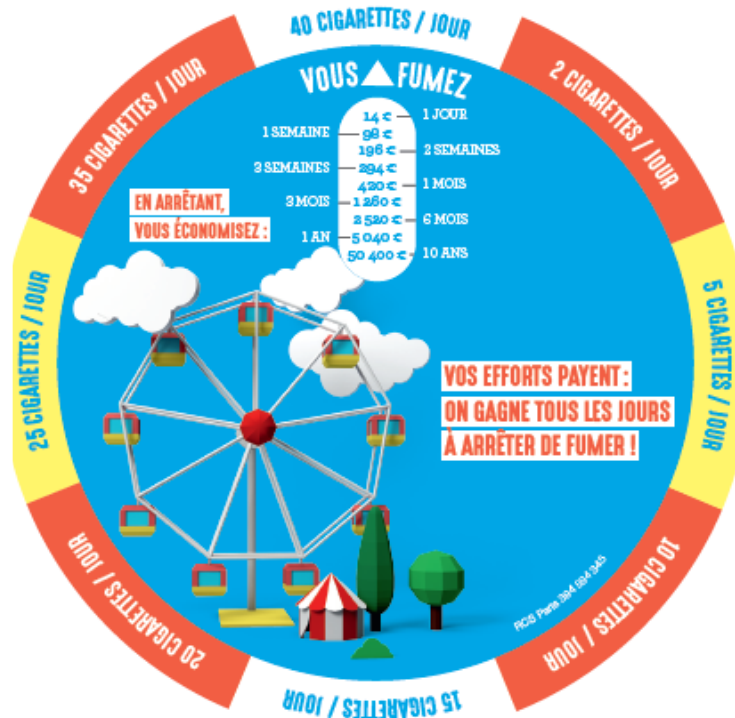 40 CIGARETTES / JOUR
2 CIGARETTES / JOUR
5 CIGARETTES / JOUR
10 CIGARETTES / JOUR
15 CIGARETTES / JOUR
20 CIGARETTES / JOUR
25 CIGARETTES / JOUR
35 CIGARETTES / JOUR
VOUS FUMEZ
14 € 1 JOUR
1 SEMAINE 98 €
196 € 2 SEMAINES
3 SEMAINES 294 €
420 € 1 MOIS
3 MOIS 1 260 €
2 520 € 6 MOIS
1 AN 5 040 €
50 400 € 10 ANS
EN ARRÊTANT,
VOUS ÉCONOMISEZ :
VOS EFFORTS PAYENT :
ON GAGNE TOUS LES JOURS
À ARRÊTER DE FUMER !
RCS Paris 394 594 345